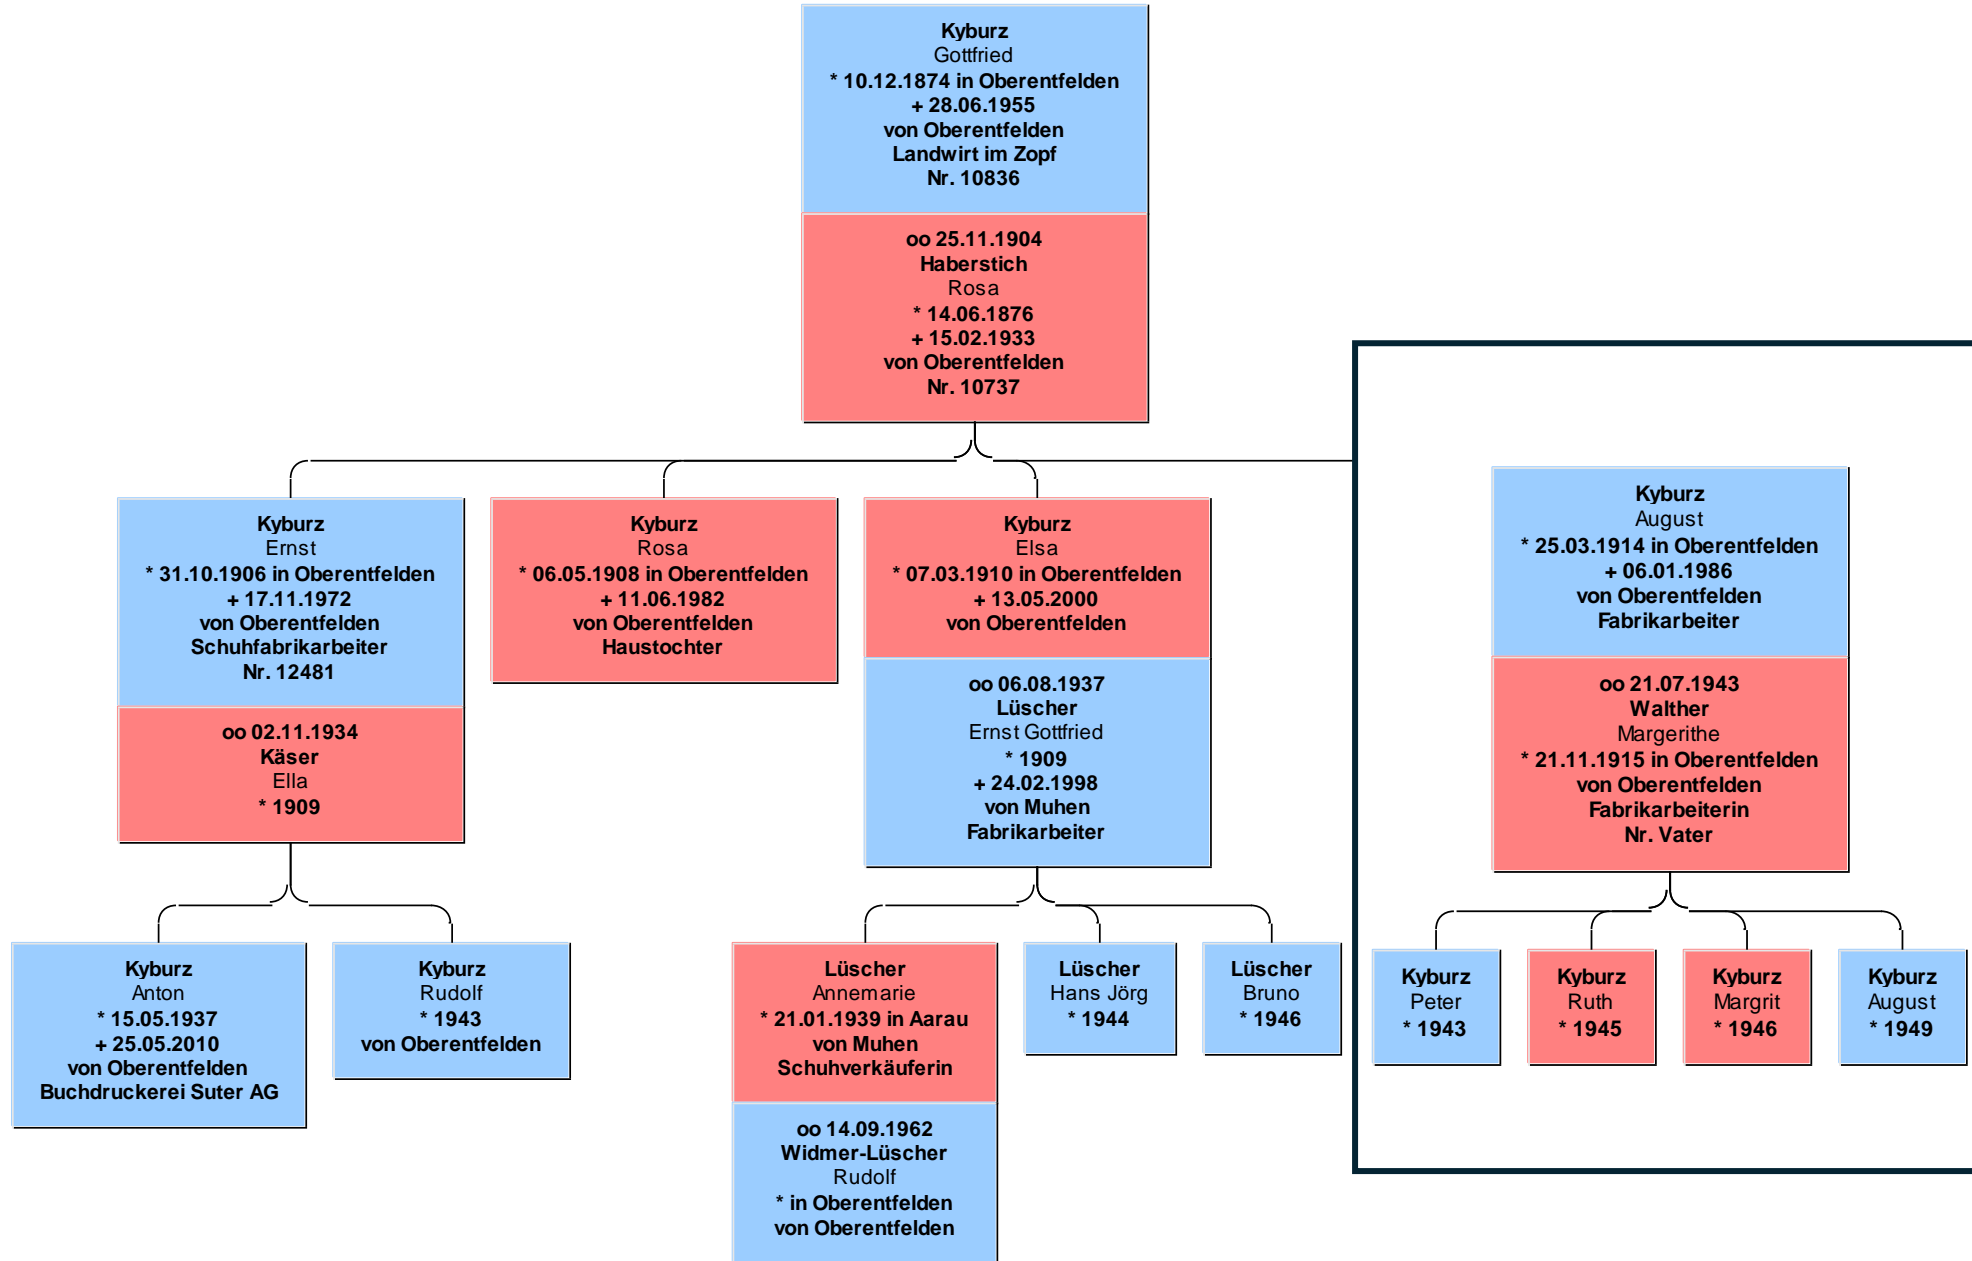 Kyburz
Gottfried
* 10.12.1874 in Oberentfelden
+ 28.06.1955
von Oberentfelden
Landwirt im Zopf
Nr. 10836
oo 25.11.1904
Haberstich
Rosa
* 14.06.1876
+ 15.02.1933
von Oberentfelden
Nr. 10737
Kyburz
Ernst
* 31.10.1906 in Oberentfelden
+ 17.11.1972
von Oberentfelden
Schuhfabrikarbeiter
Nr. 12481
oo 02.11.1934
Käser
Ella
* 1909
Kyburz
Rosa
* 06.05.1908 in Oberentfelden
+ 11.06.1982
von Oberentfelden
Haustochter
Kyburz
Elsa
* 07.03.1910 in Oberentfelden
+ 13.05.2000
von Oberentfelden
oo 06.08.1937
Lüscher
Ernst Gottfried
* 1909
+ 24.02.1998
von Muhen
Fabrikarbeiter
Kyburz
August
* 25.03.1914 in Oberentfelden
+ 06.01.1986
von Oberentfelden
Fabrikarbeiter
oo 21.07.1943
Walther
Margerithe
* 21.11.1915 in Oberentfelden
von Oberentfelden
Fabrikarbeiterin
Nr. Vater
Kyburz
Anton
* 15.05.1937
+ 25.05.2010
von Oberentfelden
Buchdruckerei Suter AG
Kyburz
Rudolf
* 1943
von Oberentfelden
Lüscher
Annemarie
* 21.01.1939 in Aarau
von Muhen
Schuhverkäuferin
oo 14.09.1962
Widmer-Lüscher
Rudolf
* in Oberentfelden
von Oberentfelden
Lüscher
Hans Jörg
* 1944
Lüscher
Bruno
* 1946
Kyburz
Peter
* 1943
Kyburz
Ruth
* 1945
Kyburz
Margrit
* 1946
Kyburz
August
* 1949